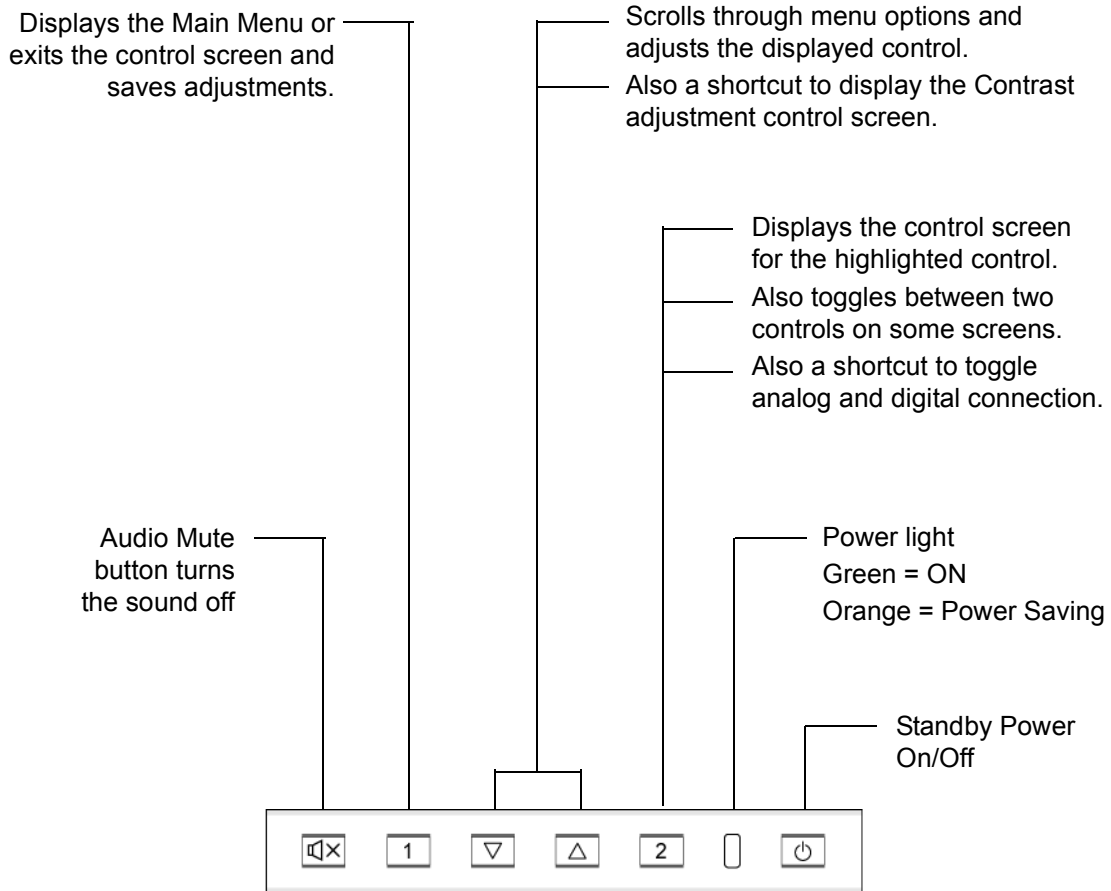 Displays the Main Menu or
exits the control screen and
saves adjustments.
Scrolls through menu options and
adjusts the displayed control.
Also a shortcut to display the Contrast
adjustment control screen.
Displays the control screen
for the highlighted control.
Also toggles between two
controls on some screens.
Also a shortcut to toggle
analog and digital connection.
Audio Mute
button turns
the sound off
Power light
Green = ON
Orange = Power Saving
Standby Power
On/Off
1
2